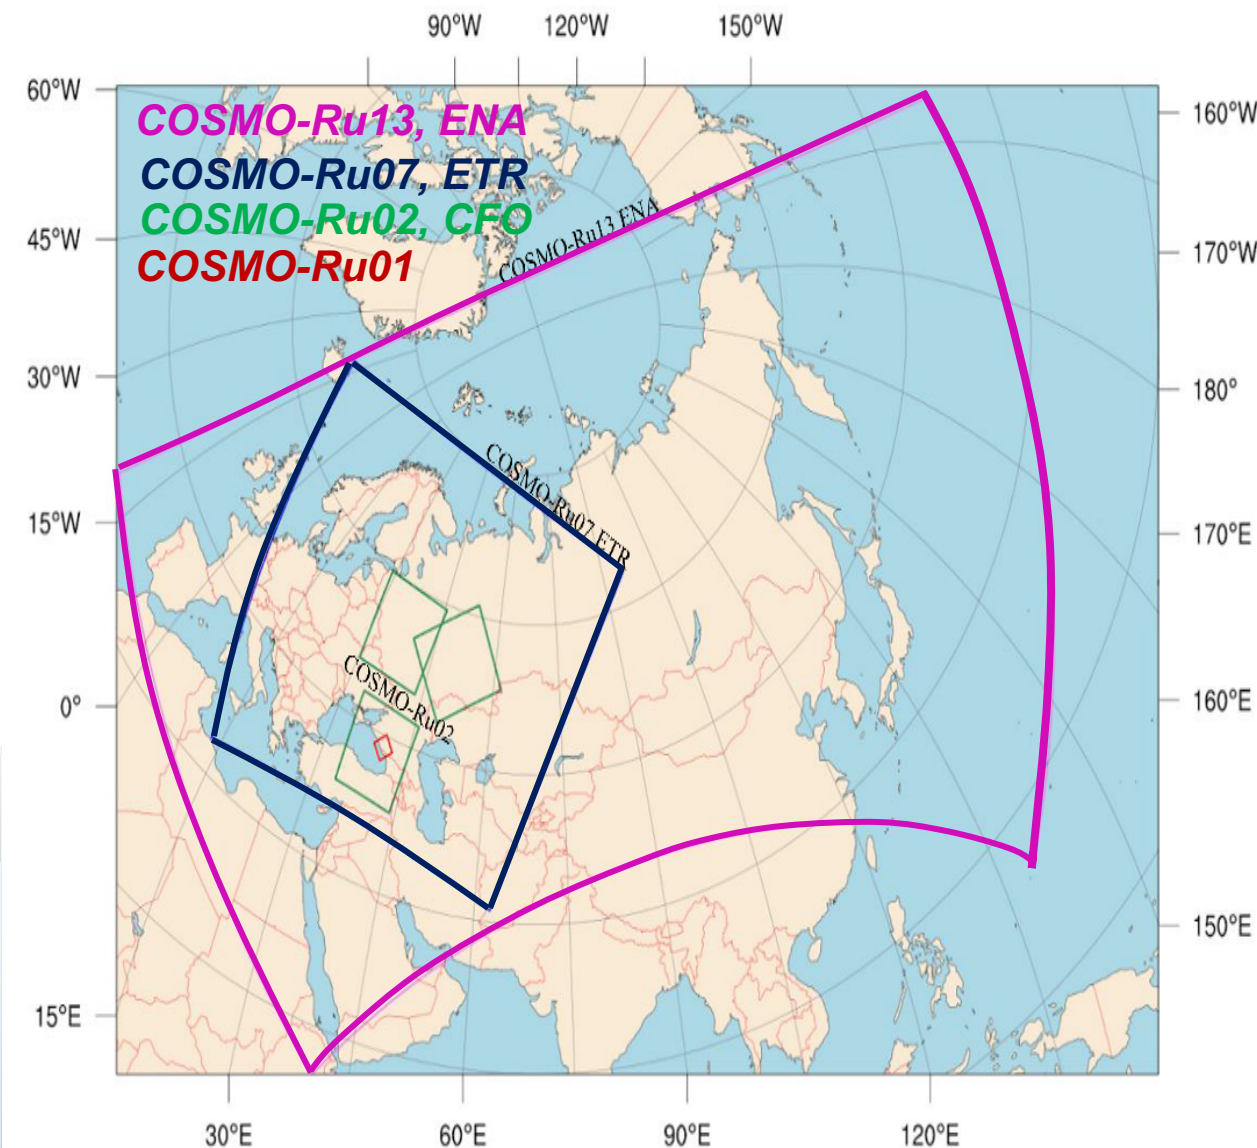 90°W 120°W 150°W
60°W
COSMO-Ru13, ENA
160°W
COSMO-Ru07, ETR
COSMO-Ru02, CFO
45°W
COSMO-Ru13 ENA
170°W
COSMO-Ru01
30°W
180°
COSMO-Ru07 ETR
15°W
170°E
COSMO-Ru02
0°
160°E
150°E
15°E
30°E 60°E 90°E 120°E